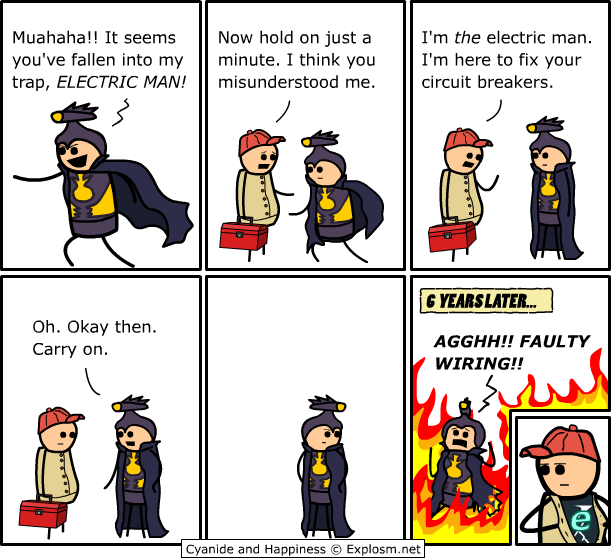 Muahaha!! It seems
you've fallen into my
trap, ELECTRIC MAN!
Now hold on just a
minute. I think you
misunderstood me.
I'm the electric man.
I'm here to fix your
circuit breakers.
Oh. Okay then.
Carry on.
6 YEARS LATER...
AGGHH!! FAULTY
WIRING!!
e
Cyanide and Happiness © Explosm.net